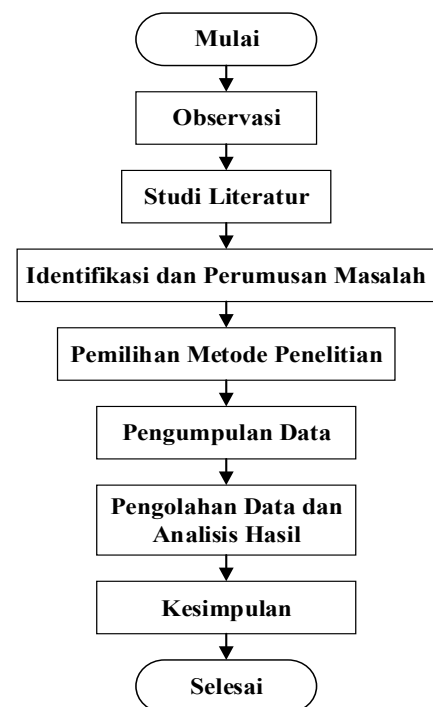 Mulai
Observasi
Studi Literatur
Identifikasi dan Perumusan Masalah
Pemilihan Metode Penelitian
Pengumpulan Data
Pengolahan Data dan
Analisis Hasil
Kesimpulan
Selesai